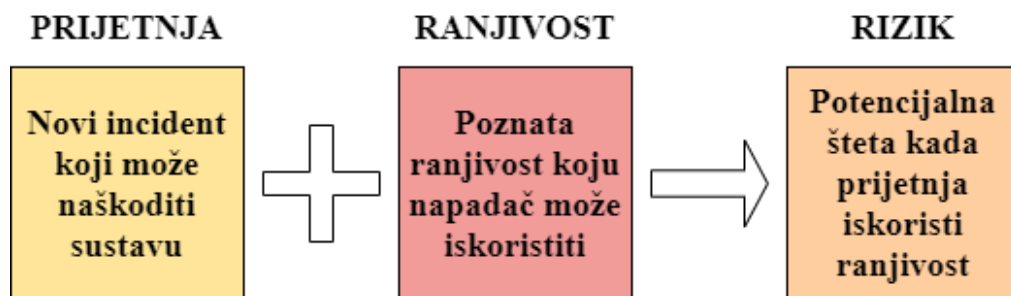 PRIJETNJA
RANJIVOST
RIZIK
Novi incident
koji može
naškoditi
sustavu
Poznata
ranjivost koju
napadač može
iskoristiti
Potencijalna
šteta kada
prijetnja
iskoristi
ranjivost